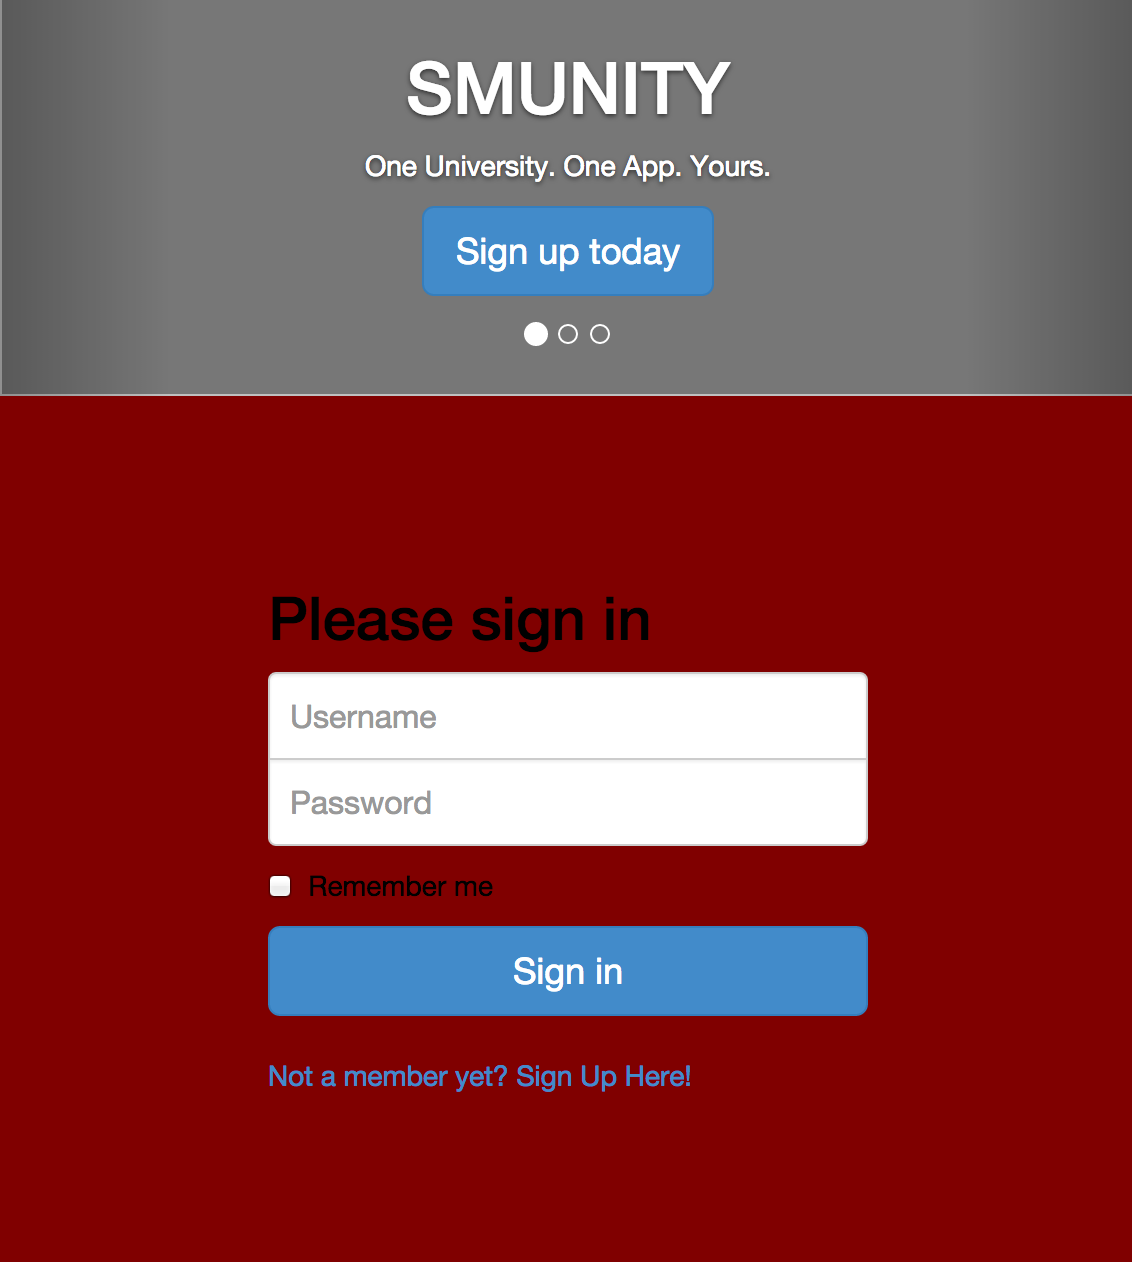 SMUNITY
One University. One App. Yours.
Sign up today
Please sign in
Username
Password
Remember me
Sign in
Not a member yet? Sign Up Here!